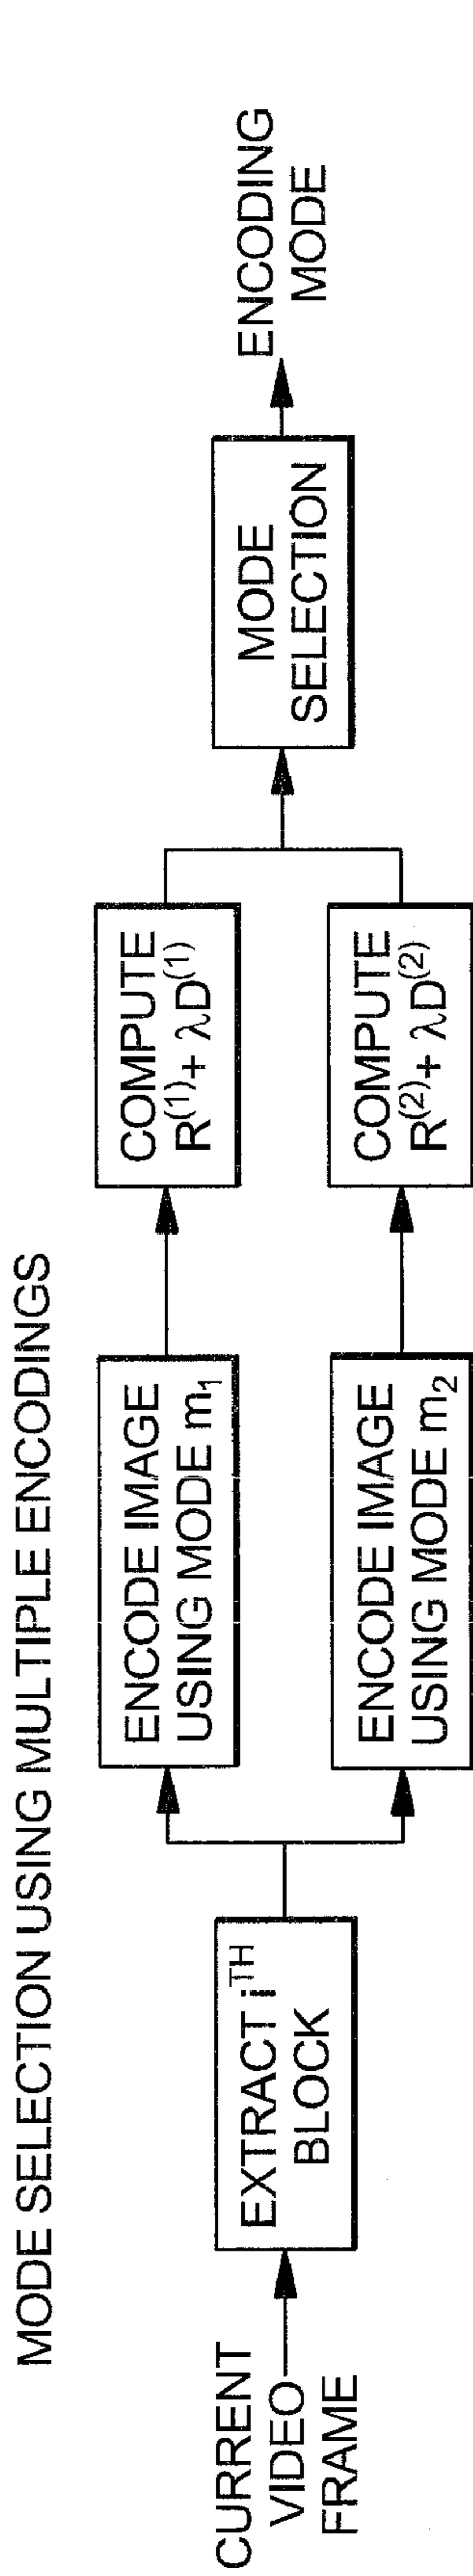 MODE SELECTION USING MULTIPLE ENCODINGS
CURRENT
VIDEO
FRAME
EXTRACT iᵀᴴ
BLOCK
ENCODE IMAGE
USING MODE m₁
COMPUTE
R⁽¹⁾+ λD⁽¹⁾
ENCODE IMAGE
USING MODE m₂
COMPUTE
R⁽²⁾+ λD⁽²⁾
MODE
SELECTION
ENCODING
MODE